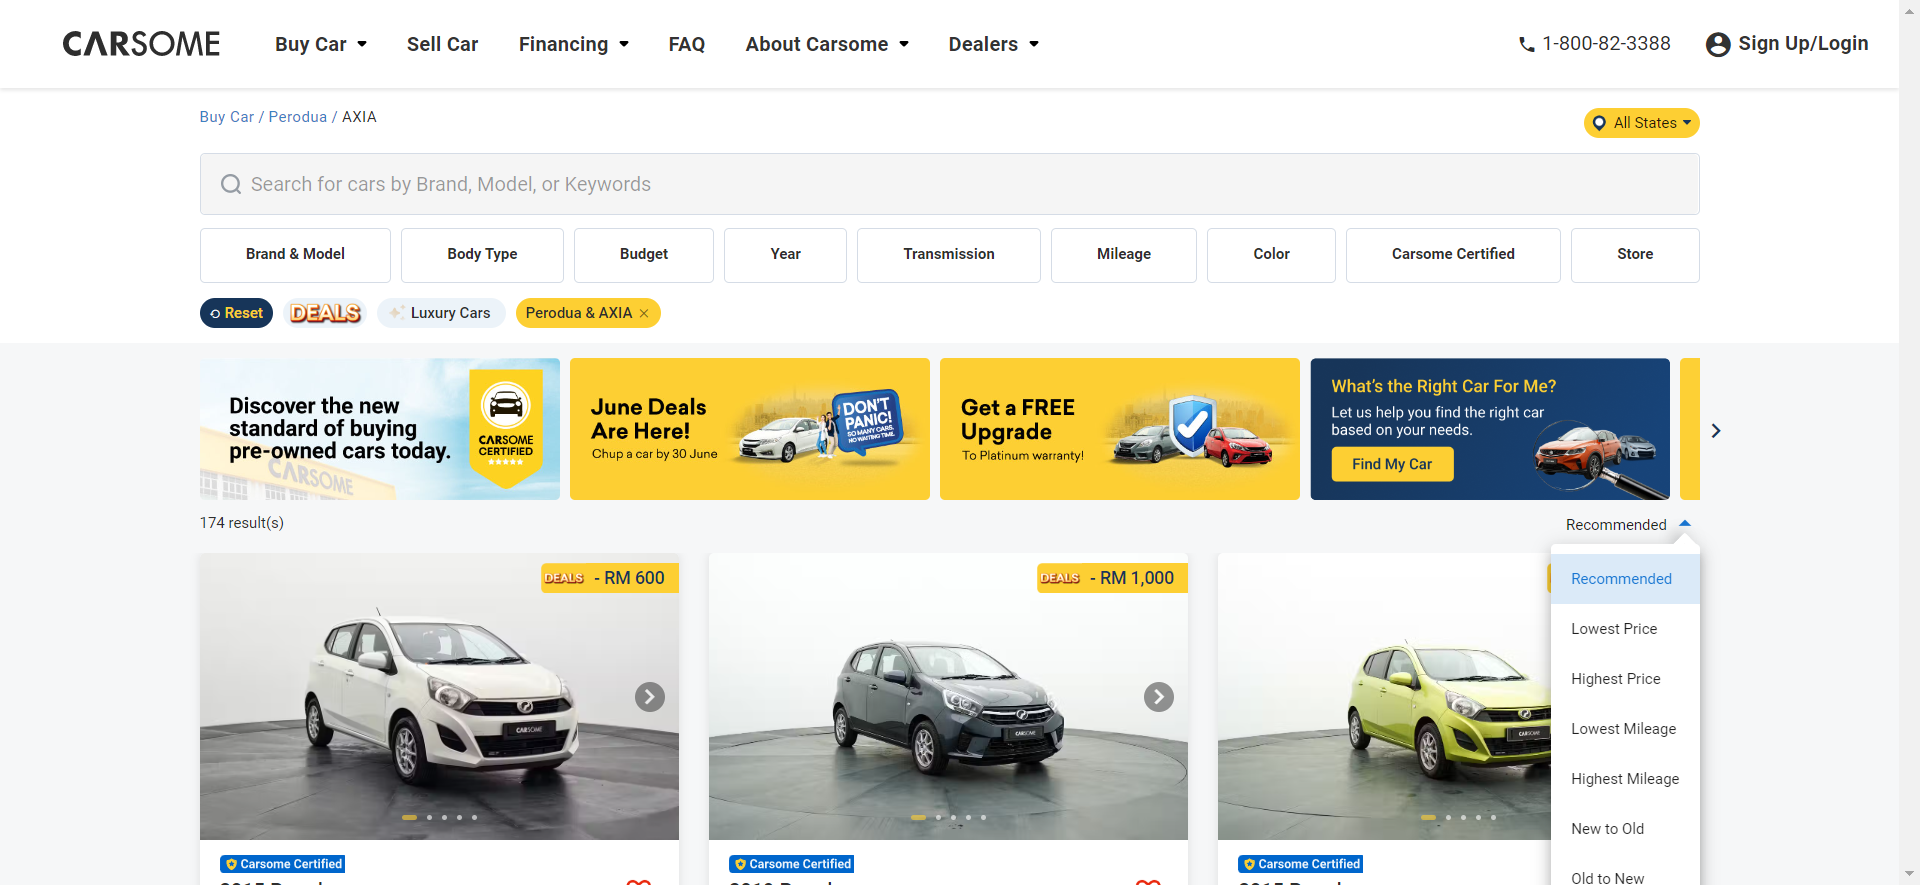 CARSOME
Buy Car
Sell Car
Financing
FAQ
About Carsome
Dealers
1-800-82-3388
Sign Up/Login
Buy Car / Perodua / AXIA
All States
Search for cars by Brand, Model, or Keywords
Brand & Model
Body Type
Budget
Year
Transmission
Mileage
Color
Carsome Certified
Store
Reset
DEALS
Luxury Cars
Perodua & AXIA
Discover the new
standard of buying
pre-owned cars today.
CARSOME
CARSOME
CERTIFIED
June Deals
Are Here!
Chup a car by 30 June
DON'T
PANIC!
SO MANY CARS,
NO WAITING TIME.
Get a FREE
Upgrade
To Platinum warranty!
What's the Right Car For Me?
Let us help you find the right car
based on your needs.
Find My Car
174 result(s)
Recommended
Recommended
Lowest Price
Highest Price
Lowest Mileage
Highest Mileage
New to Old
Old to New
DEALS - RM 600
CARSOME
DEALS - RM 1,000
CARSOME
CARSOME
Carsome Certified
Carsome Certified
Carsome Certified